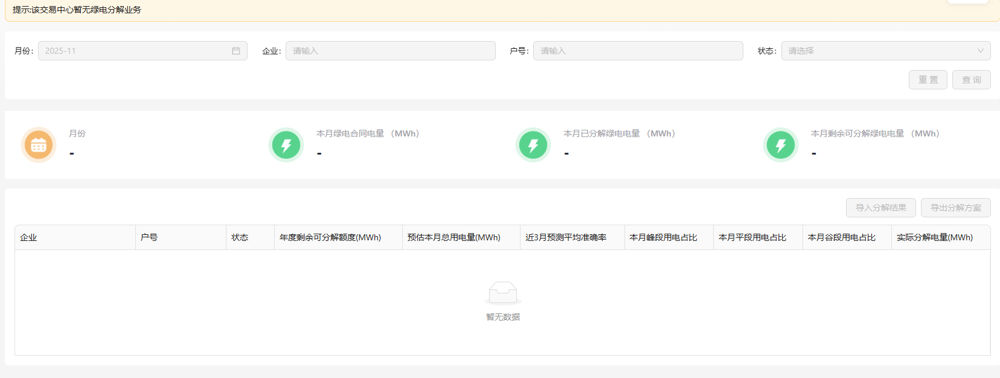 提示:该交易中心暂无绿电分解业务
月份: 2025-11 企业: 请输入 户号: 请输入 状态: 请选择
重 置 查 询
月份 本月绿电合同电量 （MWh） 本月已分解绿电电量 （MWh） 本月剩余可分解绿电电量 （MWh）
- - - -
导入分解结果 导出分解方案
企业 户号 状态 年度剩余可分解额度(MWh) 预估本月总用电量(MWh) 近3月预测平均准确率 本月峰段用电占比 本月平段用电占比 本月谷段用电占比 实际分解电量(MWh)
暂无数据